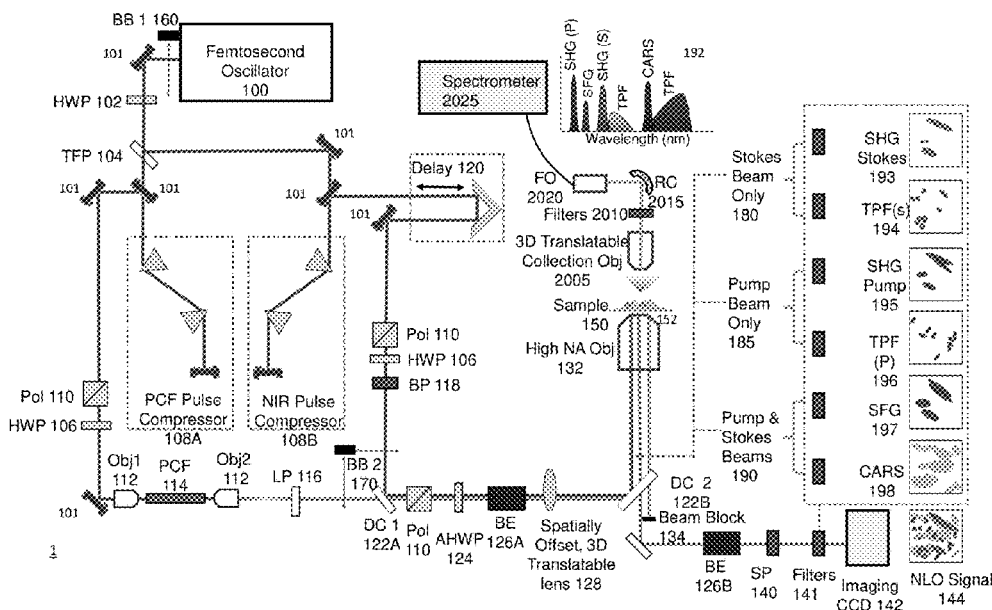 BB 1 160
101
Femtosecond
Oscillator
100
HWP 102
TFP 104
101
101
101
101
Delay 120
101
Spectrometer
2025
SHG (P)
SFG
SHG (S)
TPF
CARS
TPF
192
Wavelength (nm)
FO
2020
RC
2015
Filters 2010
3D Translatable
Collection Obj
2005
Sample
150
152
High NA Obj
132
Stokes
Beam
Only
180
Pump
Beam
Only
185
Pump &
Stokes
Beams
190
SHG
Stokes
193
TPF(s)
194
SHG
Pump
195
TPF
(P)
196
SFG
197
CARS
198
Pol 110
HWP 106
BP 118
Pol 110
HWP 106
PCF Pulse
Compressor
108A
NIR Pulse
Compressor
108B
Obj1
112
PCF
114
Obj2
112
LP 116
BB 2
170
101
DC 1
122A
Pol
110
AHWP
124
BE
126A
Spatially
Offset, 3D
Translatable
lens 128
DC 2
122B
Beam Block
134
BE
126B
SP
140
Filters
141
Imaging
CCD 142
NLO Signal
144
1